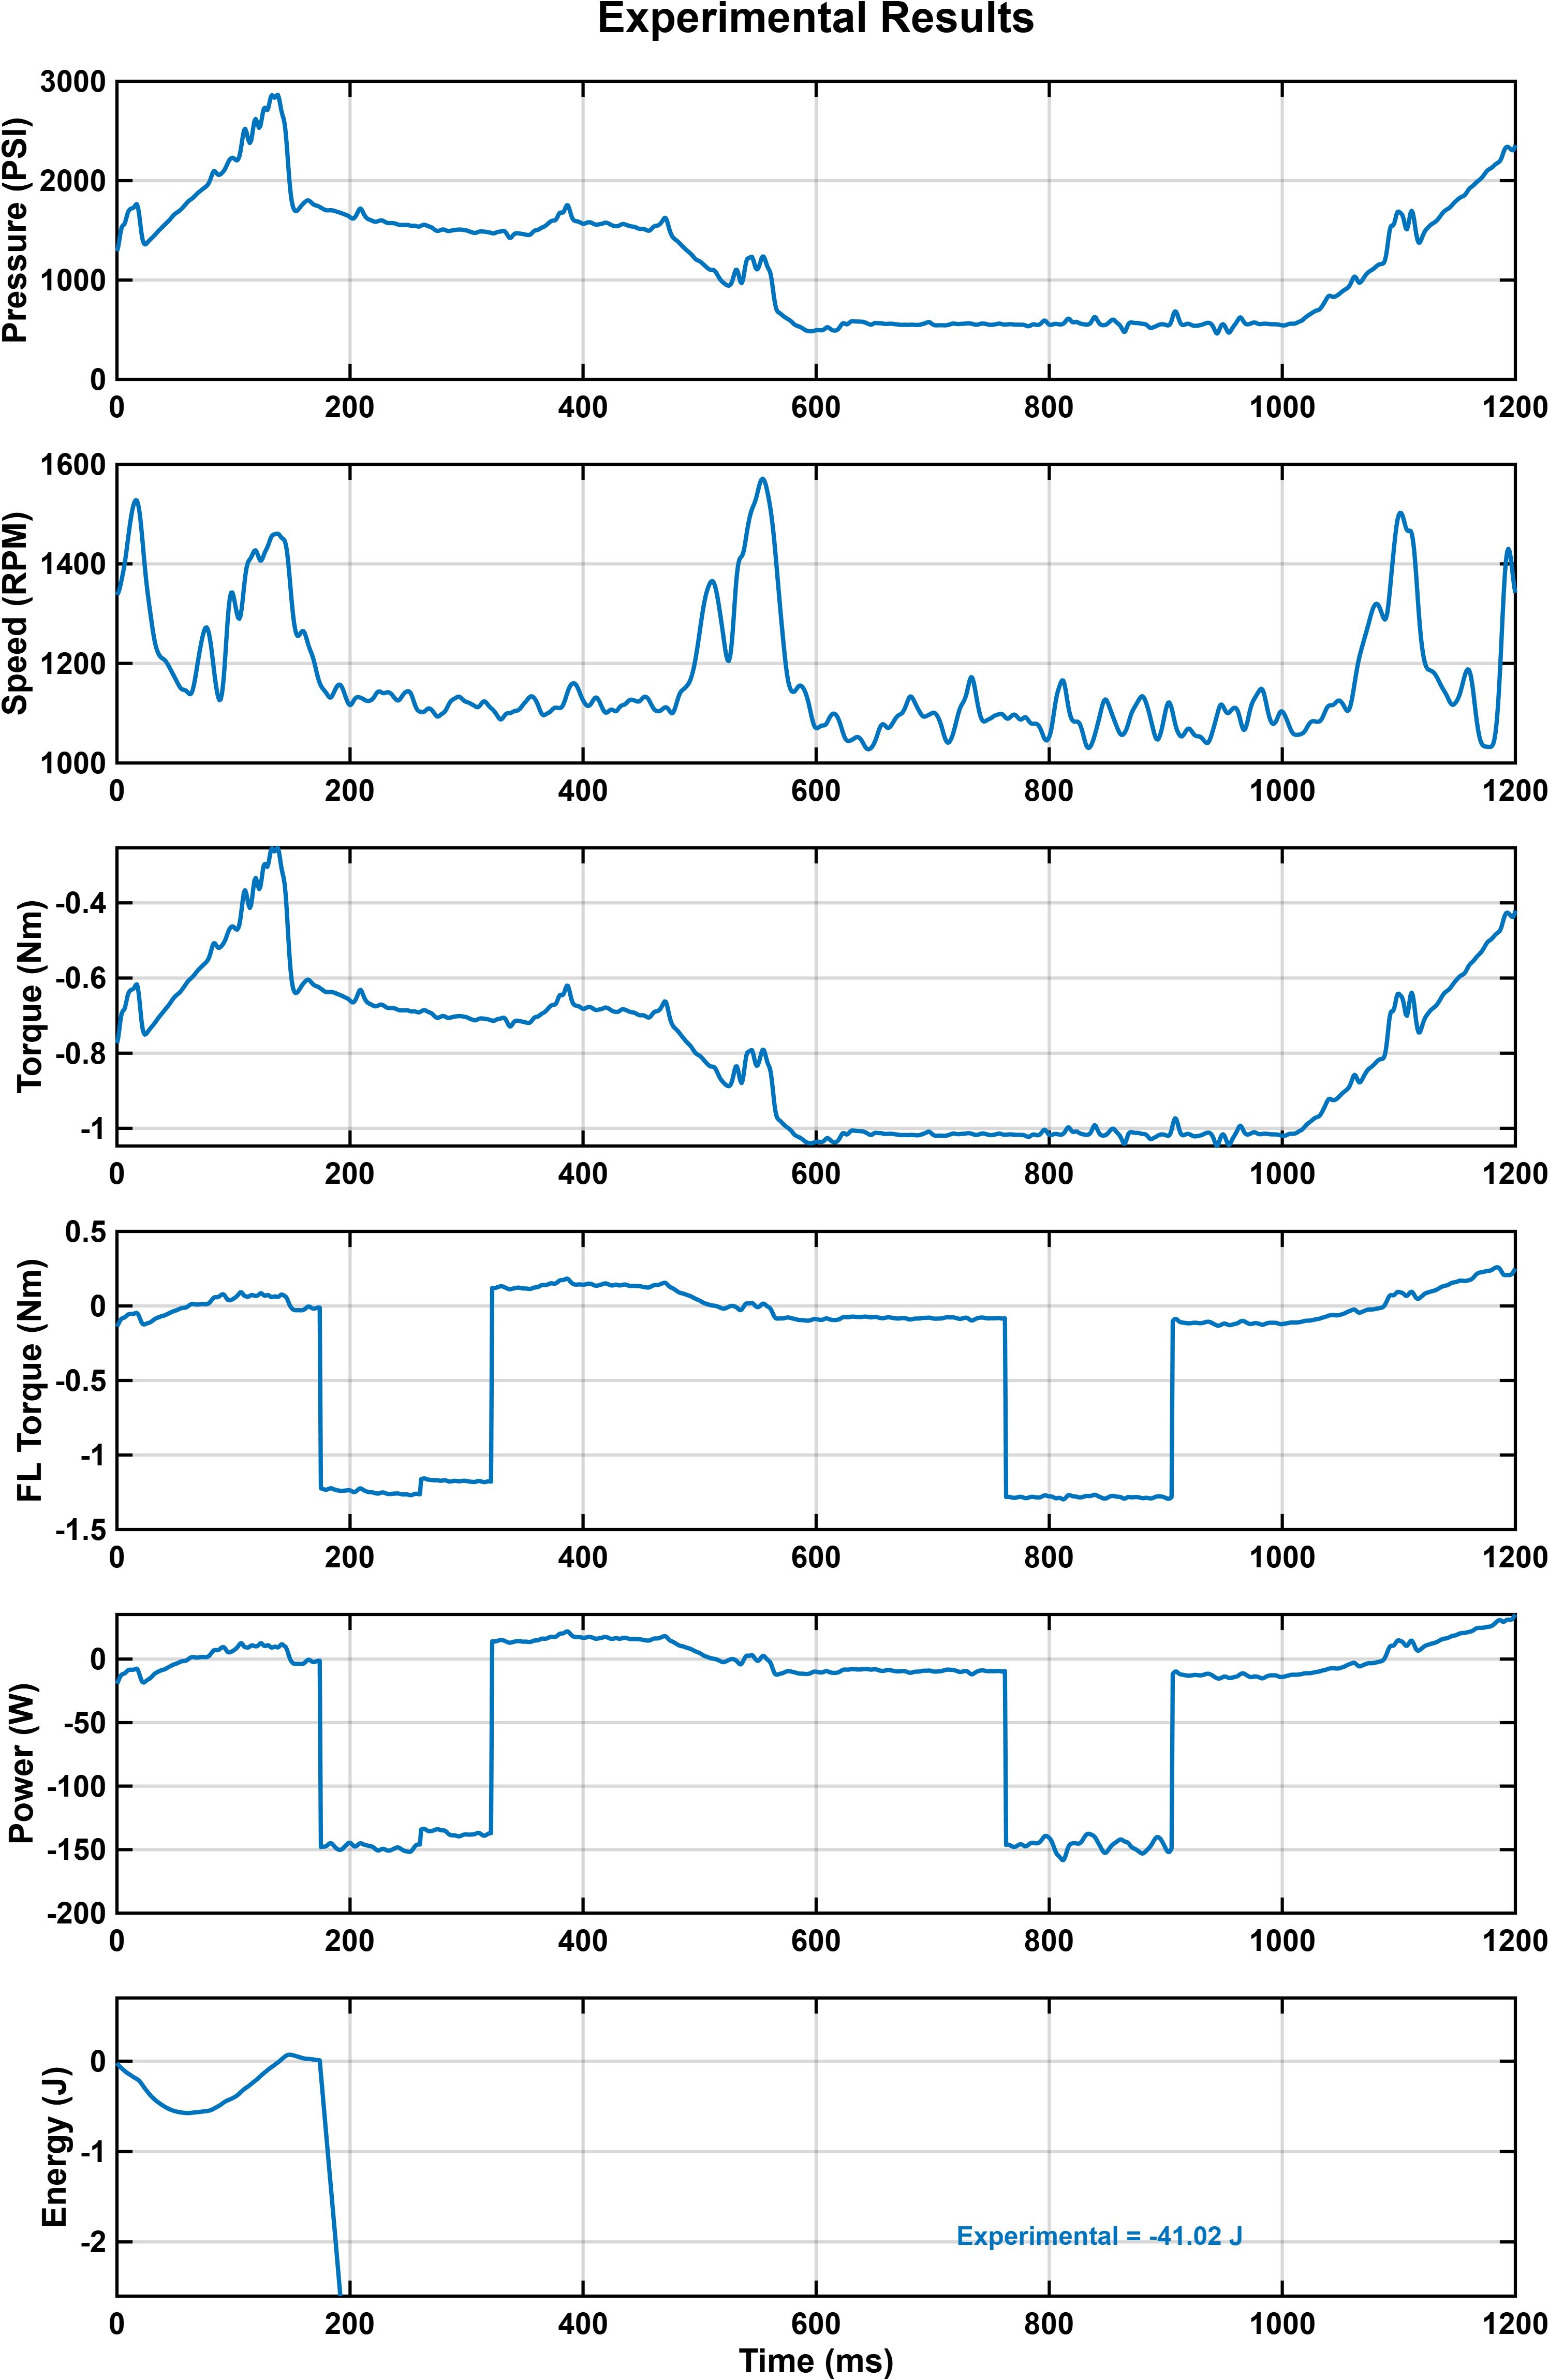 Experimental Results
Pressure (PSI)
3000
2000
1000
0
0 200 400 600 800 1000 1200
Speed (RPM)
1600
1400
1200
1000
0 200 400 600 800 1000 1200
Torque (Nm)
-0.4
-0.6
-0.8
-1
0 200 400 600 800 1000 1200
FL Torque (Nm)
0.5
0
-0.5
-1
-1.5
0 200 400 600 800 1000 1200
Power (W)
0
-50
-100
-150
-200
0 200 400 600 800 1000 1200
Energy (J)
0
-1
-2
Experimental = -41.02 J
0 200 400 600 800 1000 1200
Time (ms)